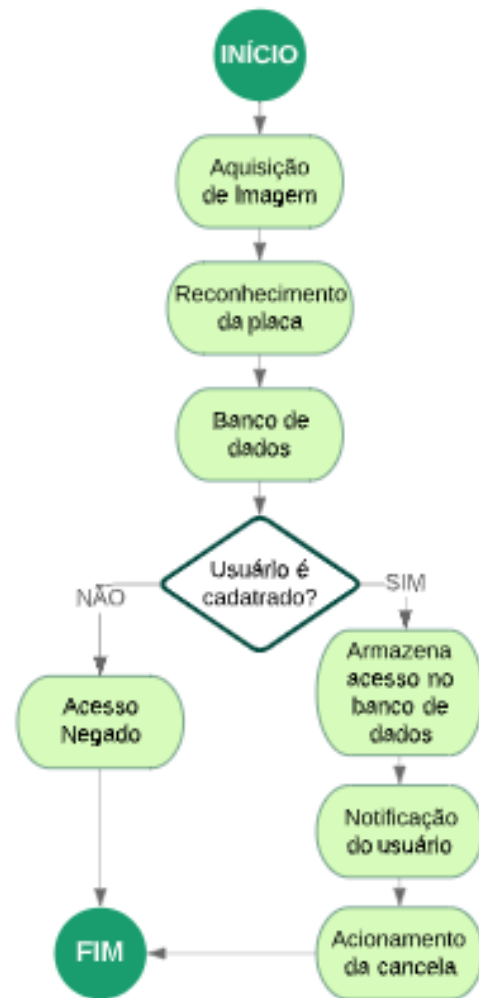 INÍCIO
Aquisição
de Imagem
Reconhecimento
da placa
Banco de
dados
Usuário é
cadatrado?
NÃO
SIM
Acesso
Negado
Armazena
acesso no
banco de
dados
Notificação
do usuário
Acionamento
da cancela
FIM